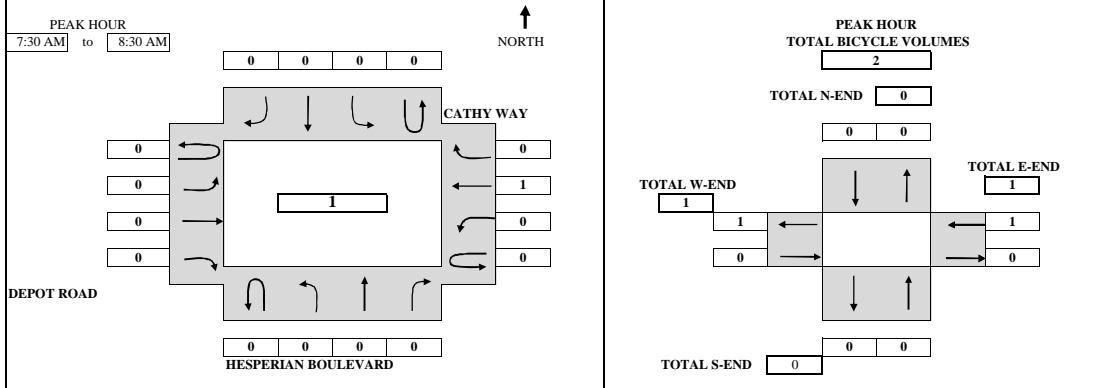 PEAK HOUR
7:30 AM to 8:30 AM
NORTH
0 0 0 0
CATHY WAY
0 0
0 1
1
0 0
0 0
DEPOT ROAD
0 0 0 0
HESPERIAN BOULEVARD
PEAK HOUR
TOTAL BICYCLE VOLUMES
2
TOTAL N-END 0
0 0
TOTAL E-END
1
TOTAL W-END
1
1 1
0 0
0 0
TOTAL S-END 0